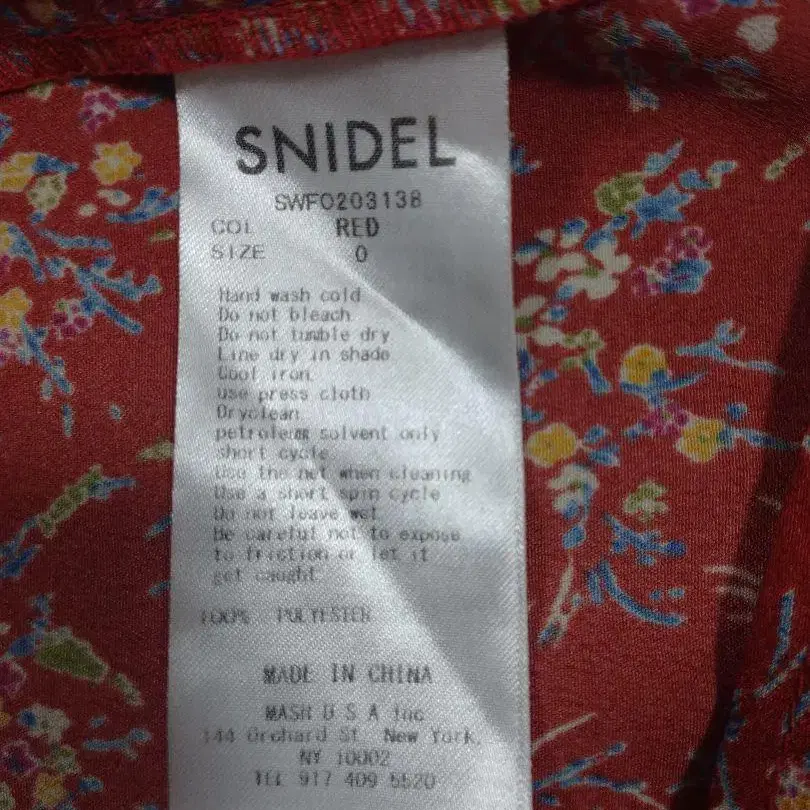 SNIDEL
SWFO203138
COL RED
SIZE 0
Hand wash cold
Do not bleach
Do not tumble dry
Line dry in shade
Cool iron
Use press cloth
Dryclean
petroleum solvent only
short cycle
Use the net when cleaning
Use a short spin cycle
Do not leave wet
Be careful not to expose
to friction or let it
get caught
100% POLYESTER
MADE IN CHINA
MASH U S A Inc
144 Orchard St. New York,
NY 10002
TEL 917 409 5520